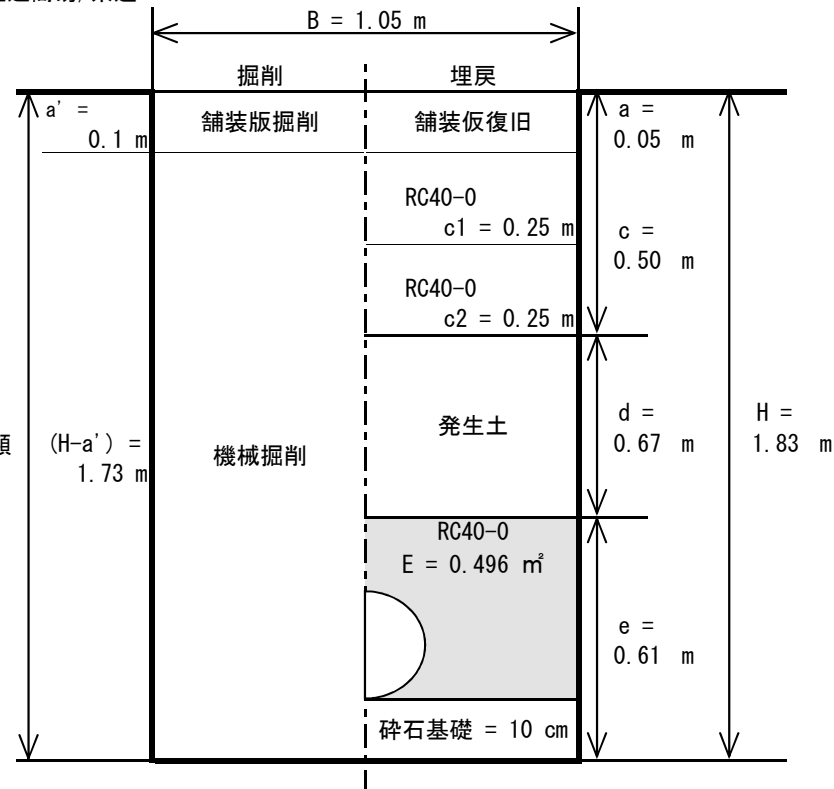 B = 1.05 m
掘削
埋戻
a' =
0.1 m
舗装版掘削
舗装仮復旧
a =
0.05 m
RC40-0
c1 = 0.25 m
c =
0.50 m
RC40-0
c2 = 0.25 m
(H-a') =
1.73 m
機械掘削
発生土
d =
0.67 m
H =
1.83 m
RC40-0
E = 0.496 ㎡
e =
0.61 m
砕石基礎 = 10 cm